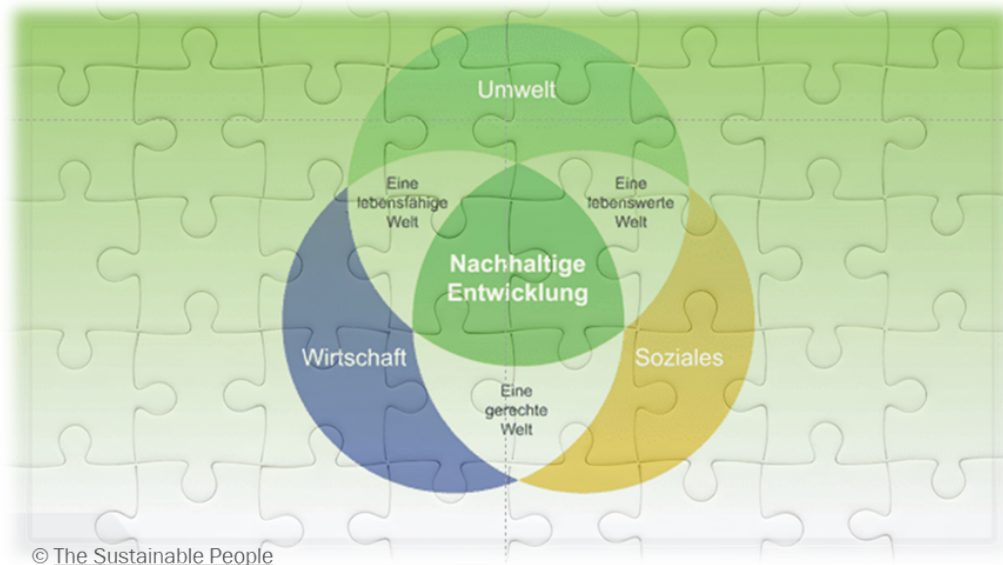 Umwelt
Eine
lebensfähige
Welt
Eine
lebenswerte
Welt
Nachhaltige
Entwicklung
Wirtschaft
Soziales
Eine
gerechte
Welt
© The Sustainable People